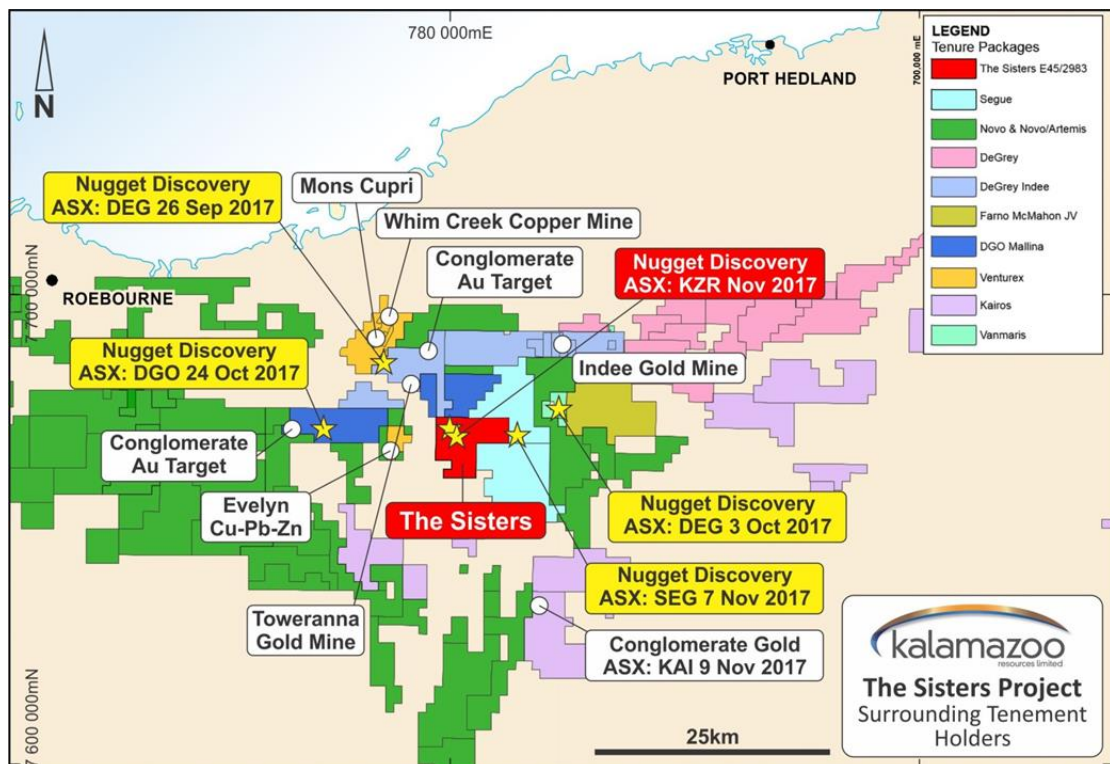 780 000mE
700,000 mE
N
PORT HEDLAND
LEGEND
Tenure Packages
The Sisters E45/2983
Segue
Novo & Novo/Artemis
DeGrey
DeGrey Indee
Farno McMahon JV
DGO Mallina
Venturex
Kairos
Vanmaris
Nugget Discovery
ASX: DEG 26 Sep 2017
Mons Cupri
Whim Creek Copper Mine
Conglomerate
Au Target
Nugget Discovery
ASX: KZR Nov 2017
ROEBOURNE
7 700 000mN
Nugget Discovery
ASX: DGO 24 Oct 2017
Indee Gold Mine
Conglomerate
Au Target
Evelyn
Cu-Pb-Zn
The Sisters
Nugget Discovery
ASX: DEG 3 Oct 2017
Toweranna
Gold Mine
Nugget Discovery
ASX: SEG 7 Nov 2017
Conglomerate Gold
ASX: KAI 9 Nov 2017
7 600 000mN
25km
kalamazoo
resources limited
The Sisters Project
Surrounding Tenement
Holders